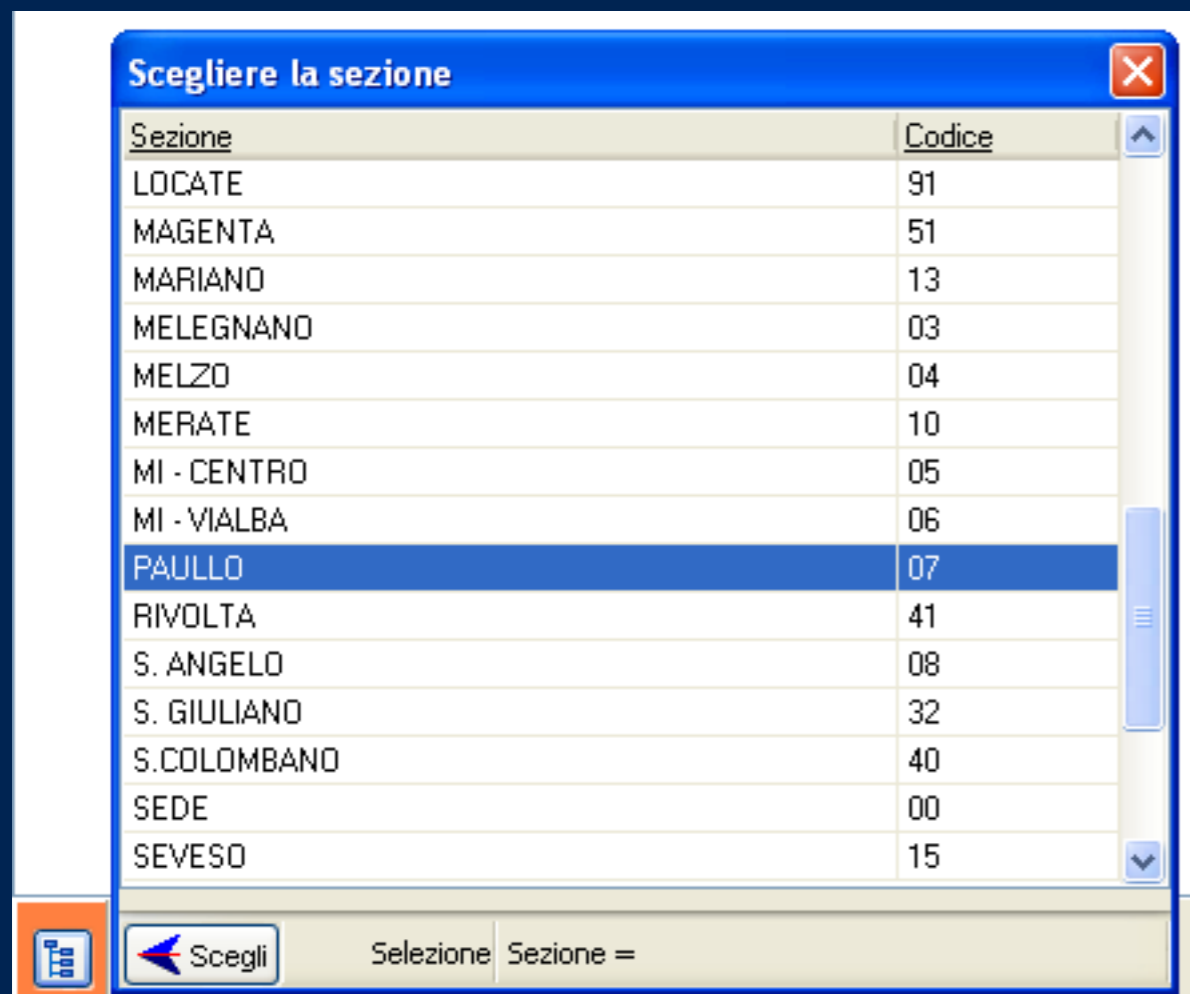 Scegliere la sezione
Sezione Codice
LOCATE 91
MAGENTA 51
MARIANO 13
MELEGNANO 03
MELZO 04
MERATE 10
MI - CENTRO 05
MI - VIALBA 06
PAULLO 07
RIVOLTA 41
S. ANGELO 08
S. GIULIANO 32
S.COLOMBANO 40
SEDE 00
SEVESO 15
Scegli Selezione Sezione =